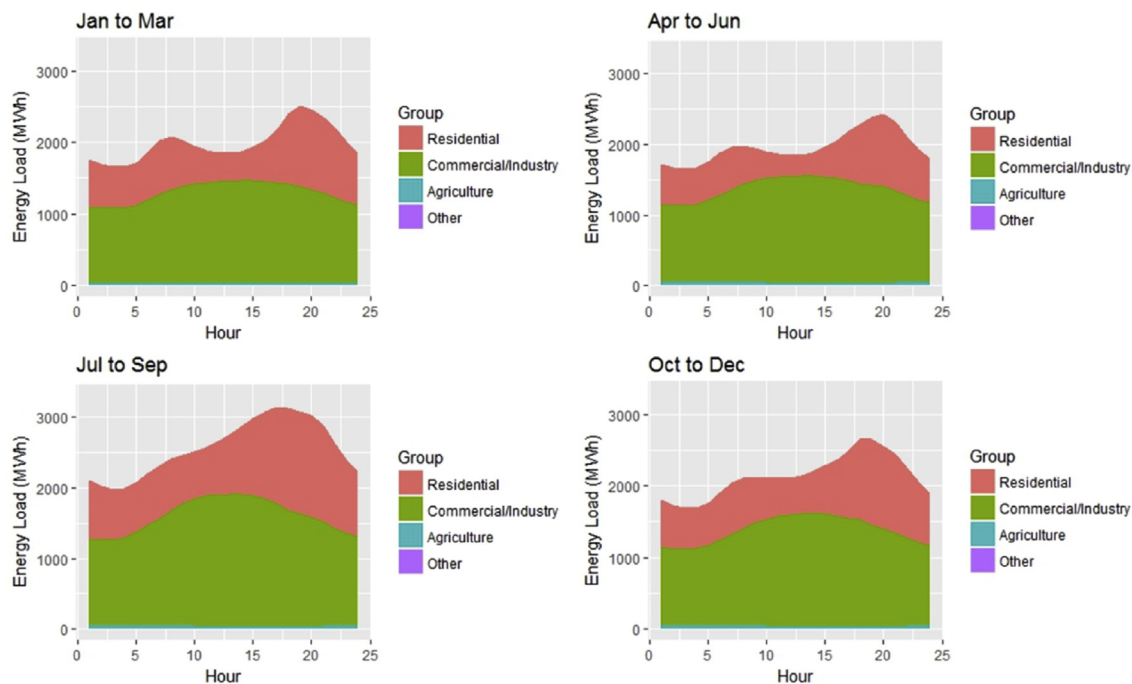 Jan to Mar
Energy Load (MWh)
3000
2000
1000
0
0 5 10 15 20 25
Hour
Group
Residential
Commercial/Industry
Agriculture
Other
Apr to Jun
Energy Load (MWh)
3000
2000
1000
0
0 5 10 15 20 25
Hour
Group
Residential
Commercial/Industry
Agriculture
Other
Jul to Sep
Energy Load (MWh)
3000
2000
1000
0
0 5 10 15 20 25
Hour
Group
Residential
Commercial/Industry
Agriculture
Other
Oct to Dec
Energy Load (MWh)
3000
2000
1000
0
0 5 10 15 20 25
Hour
Group
Residential
Commercial/Industry
Agriculture
Other